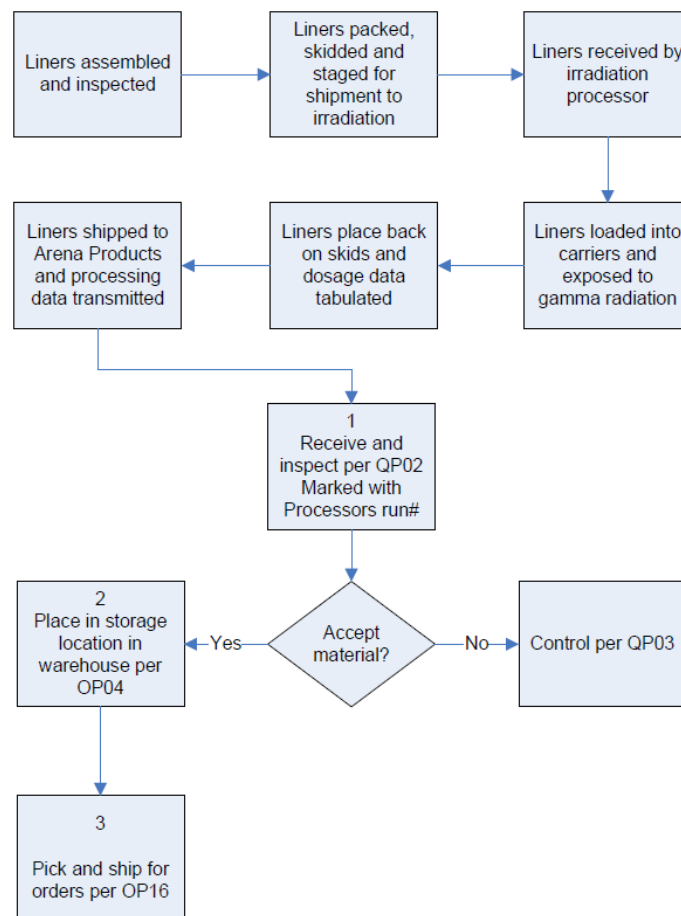 Liners assembled
and inspected
Liners packed,
skidded and
staged for
shipment to
irradiation
Liners received by
irradiation
processor
Liners shipped to
Arena Products
and processing
data transmitted
Liners place back
on skids and
dosage data
tabulated
Liners loaded into
carriers and
exposed to
gamma radiation
1
Receive and
inspect per QP02
Marked with
Processors run#
2
Place in storage
location in
warehouse per
OP04
Yes
Accept
material?
No
Control per QP03
3
Pick and ship for
orders per OP16